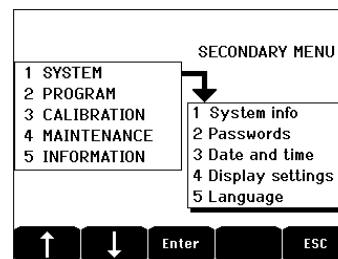 SECONDARY MENU
1 SYSTEM
2 PROGRAM
3 CALIBRATION
4 MAINTENANCE
5 INFORMATION
1 System info
2 Passwords
3 Date and time
4 Display settings
5 Language
Enter
ESC